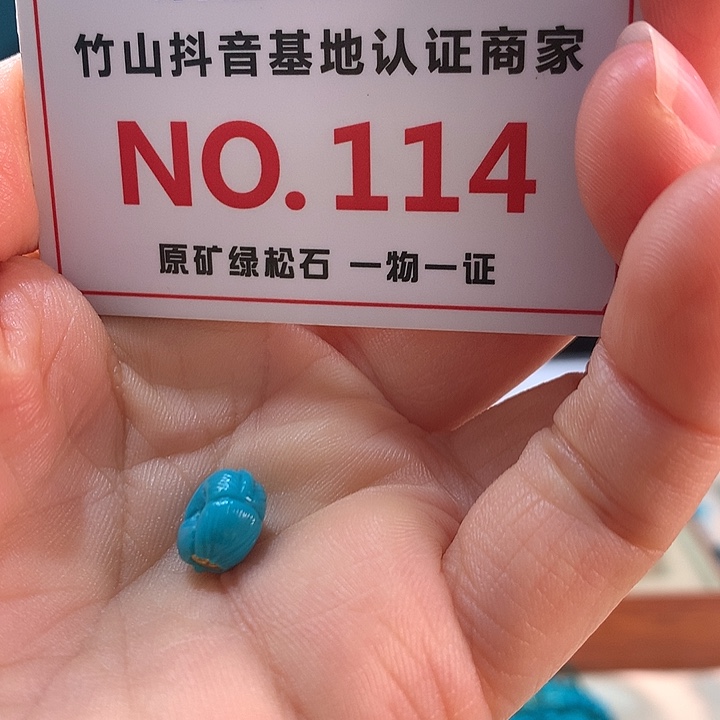 竹山抖音基地认证商家
NO.114
原矿绿松石 一物一证